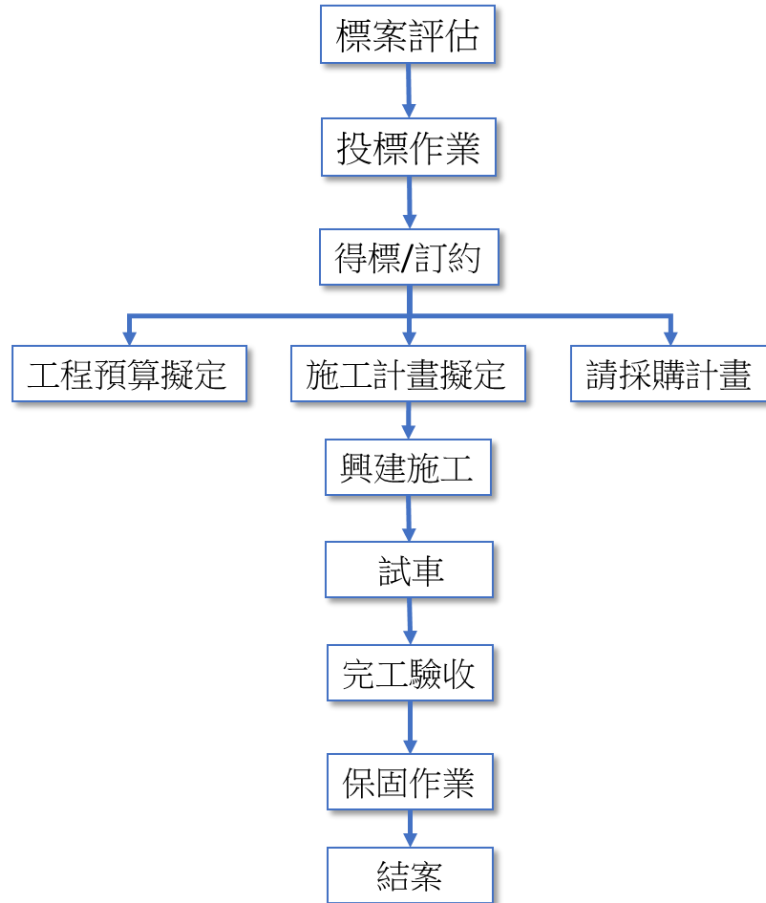 標案評估
投標作業
得標/訂約
工程預算擬定
施工計畫擬定
請採購計畫
興建施工
試車
完工驗收
保固作業
結案